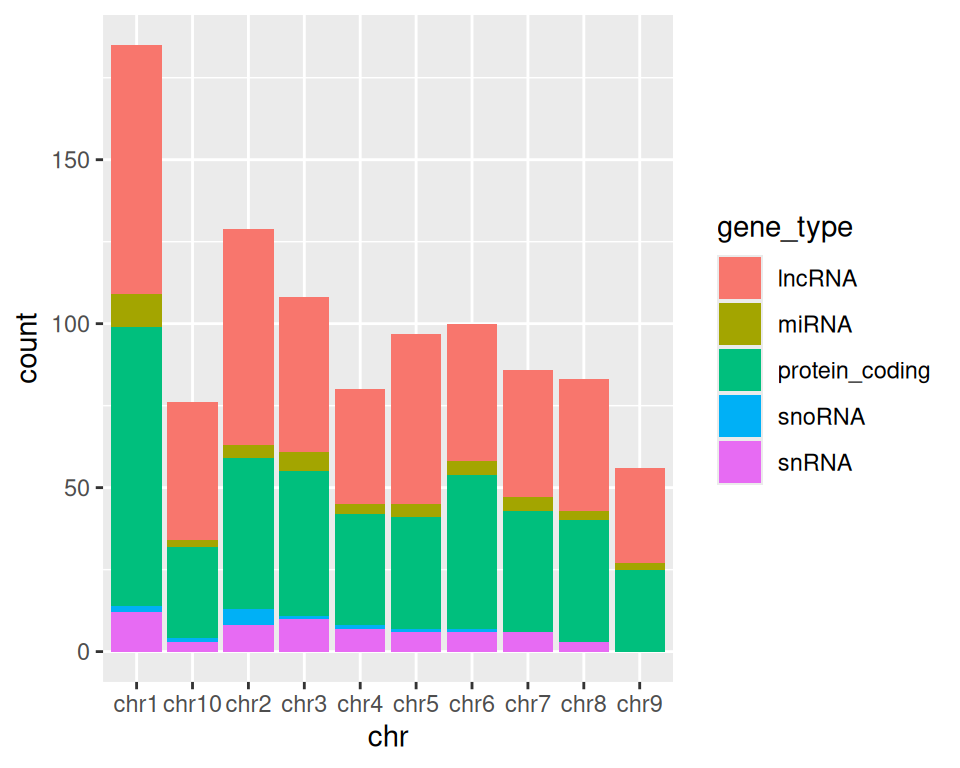 150
100
50
0
count
chr1 chr10 chr2 chr3 chr4 chr5 chr6 chr7 chr8 chr9
chr
gene_type
lncRNA
miRNA
protein_coding
snoRNA
snRNA